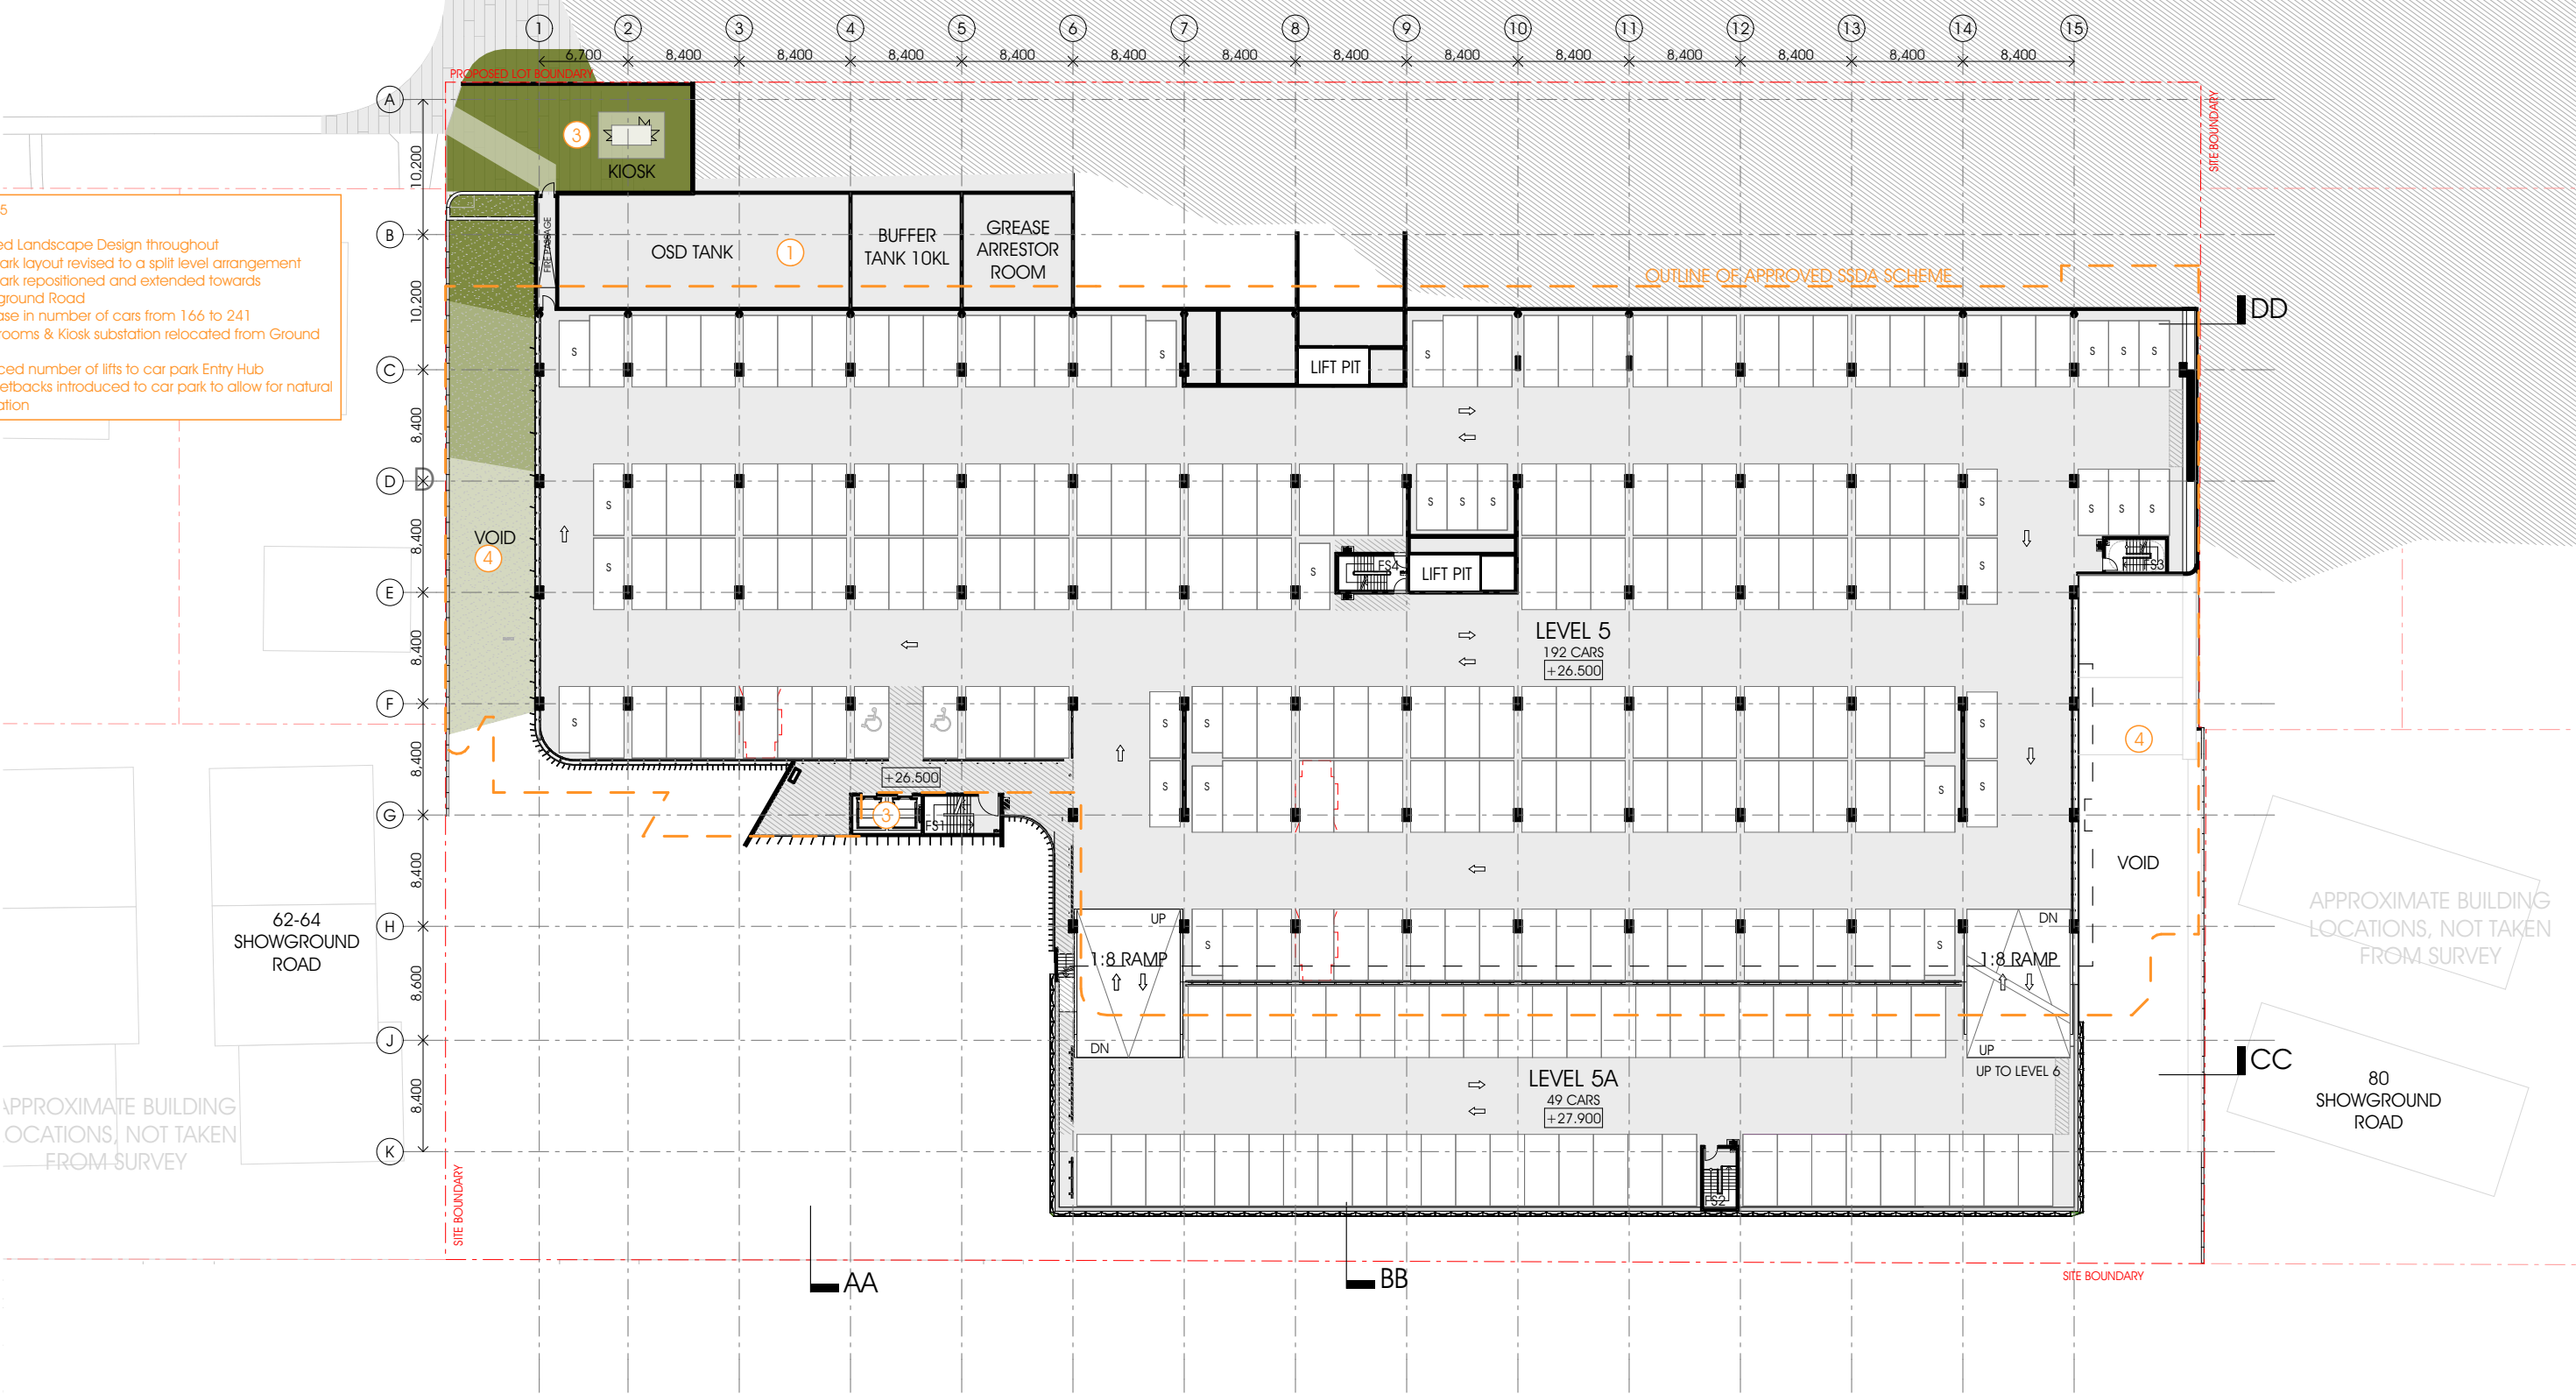 1 2 3 4 5 6 7 8 9 10 11 12 13 14 15
6,700 8,400 8,400 8,400 8,400 8,400 8,400 8,400 8,400 8,400 8,400 8,400 8,400 8,400
PROPOSED LOT BOUNDARY
SITE BOUNDARY
A
3
KIOSK
10,200
5
ed Landscape Design throughout
ark layout revised to a split level arrangement
ark repositioned and extended towards
ground Road
ase in number of cars from 166 to 241
rooms & Kiosk substation relocated from Ground
ced number of lifts to car park Entry Hub
etbacks introduced to car park to allow for natural
ation
B
FIRE PASSAGE
OSD TANK
1
BUFFER
TANK 10KL
GREASE
ARRESTOR
ROOM
OUTLINE OF APPROVED SSDA SCHEME
10,200
DD
S S S S S S
C
LIFT PIT
8,400
D D
S S S S S S S S
8,400
VOID
4
S S S
FS4
LIFT PIT
FS3
E
8,400
LEVEL 5
192 CARS
+26.500
F
S S S S
4
8,400
+26.500
S S S S
G
3
FS1
8,400
VOID
62-64
SHOWGROUND
ROAD
APPROXIMATE BUILDING
LOCATIONS, NOT TAKEN
FROM SURVEY
H
UP
DN
S S
1:8 RAMP
1:8 RAMP
8,600
J
DN
UP
UP TO LEVEL 6
CC
LEVEL 5A
49 CARS
+27.900
8,400
80
SHOWGROUND
ROAD
APPROXIMATE BUILDING
OCATIONS, NOT TAKEN
FROM SURVEY
K
FS2
SITE BOUNDARY
AA
BB
SITE BOUNDARY